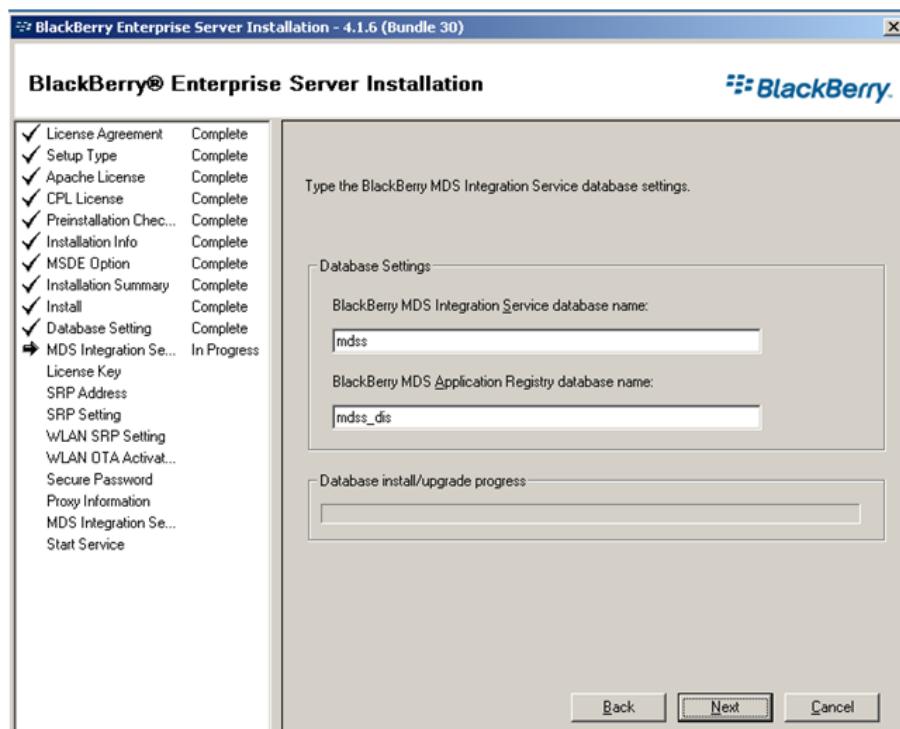 BlackBerry Enterprise Server Installation - 4.1.6 (Bundle 30)
BlackBerry® Enterprise Server Installation
BlackBerry.
License Agreement Complete
Setup Type Complete
Apache License Complete
CPL License Complete
Preinstallation Chec... Complete
Installation Info Complete
MSDE Option Complete
Installation Summary Complete
Install Complete
Database Setting Complete
MDS Integration Se... In Progress
License Key
SRP Address
SRP Setting
WLAN SRP Setting
WLAN OTA Activat...
Secure Password
Proxy Information
MDS Integration Se...
Start Service
Type the BlackBerry MDS Integration Service database settings.
Database Settings
BlackBerry MDS Integration Service database name:
mdss
BlackBerry MDS Application Registry database name:
mdss_dis
Database install/upgrade progress
Back Next Cancel